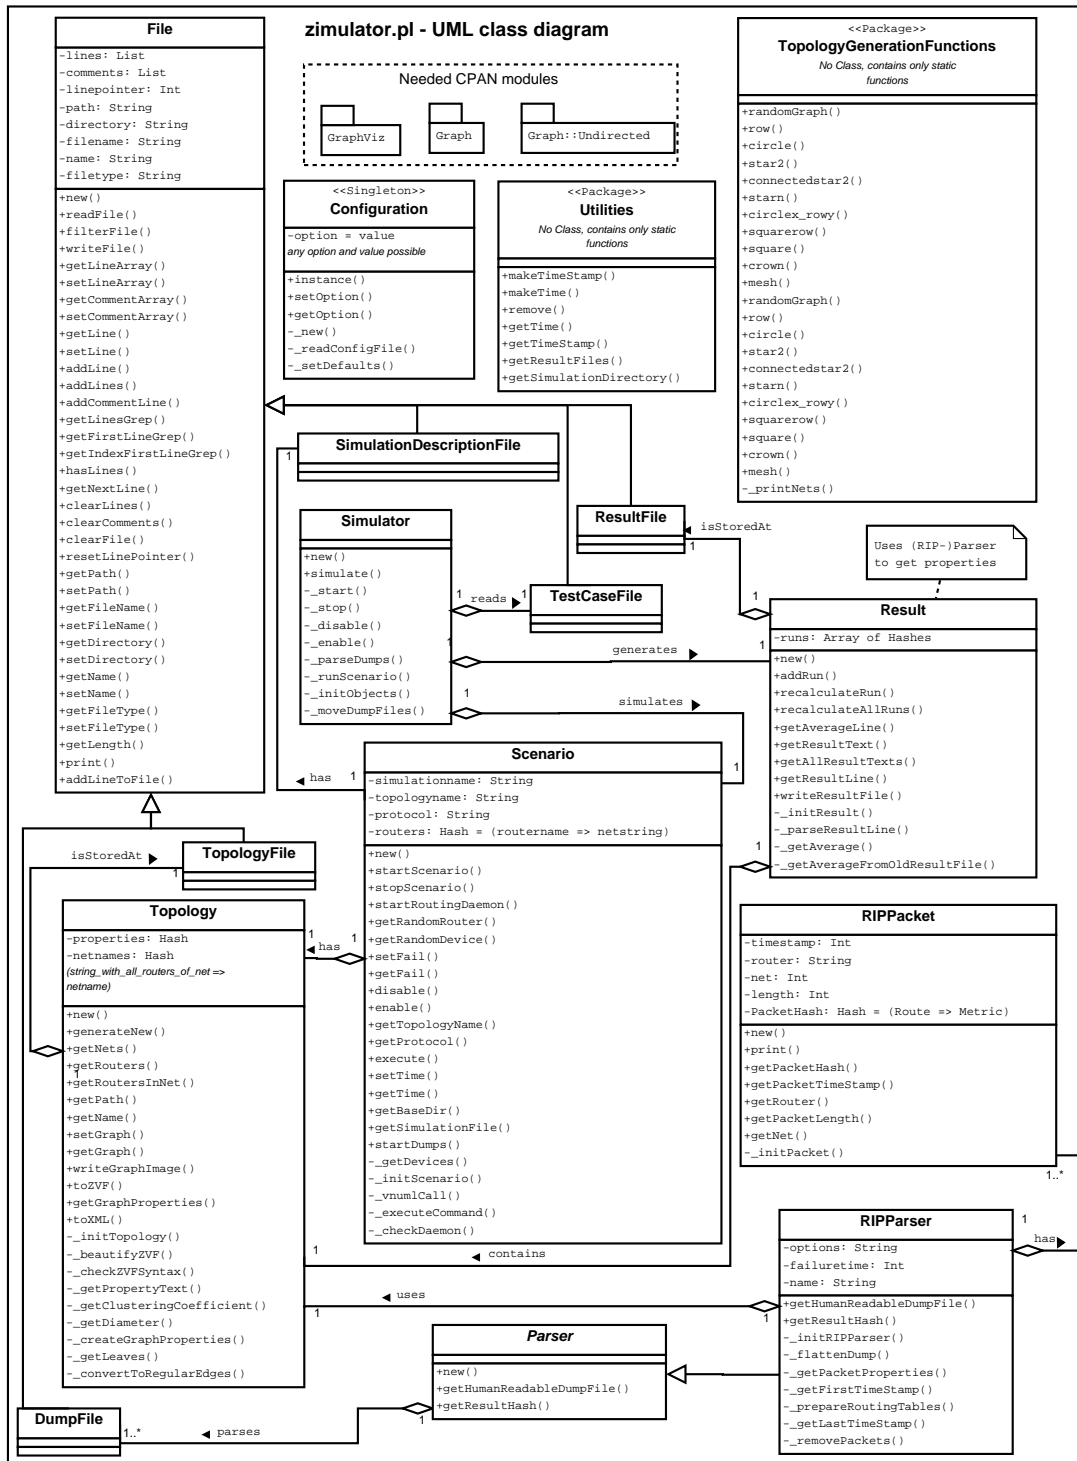 zimulator.pl - UML class diagram
File
-lines: List
-comments: List
-linepointer: Int
-path: String
-directory: String
-filename: String
-name: String
-filetype: String
+new()
+readFile()
+filterFile()
+writeFile()
+getLineArray()
+setLineArray()
+getCommentArray()
+setCommentArray()
+getLine()
+setLine()
+addLine()
+addLines()
+addCommentLine()
+getLinesGrep()
+getFirstLineGrep()
+getIndexFirstLineGrep()
+hasLines()
+getNextLine()
+clearLines()
+clearComments()
+clearFile()
+resetLinePointer()
+getPath()
+setPath()
+getFileName()
+setFileName()
+getDirectory()
+setDirectory()
+getName()
+setName()
+getFileType()
+setFileType()
+getLength()
+print()
+addLineToFile()
Needed CPAN modules
GraphViz
Graph
Graph::Undirected
<<Singleton>>
Configuration
-option = value
any option and value possible
+instance()
+setOption()
+getOption()
-_new()
-_readConfigFile()
-_setDefaults()
<<Package>>
Utilities
No Class, contains only static
functions
+makeTimeStamp()
+makeTime()
+remove()
+getTime()
+getTimeStamp()
+getResultFiles()
+getSimulationDirectory()
<<Package>>
TopologyGenerationFunctions
No Class, contains only static
functions
+randomGraph()
+row()
+circle()
+star2()
+connectedstar2()
+starn()
+circlex_rowy()
+squarerow()
+square()
+crown()
+mesh()
+randomGraph()
+row()
+circle()
+star2()
+connectedstar2()
+starn()
+circlex_rowy()
+squarerow()
+square()
+crown()
+mesh()
-_printNets()
SimulationDescriptionFile
1
ResultFile
isStoredAt
1
Uses (RIP-)Parser
to get properties
Simulator
+new()
+simulate()
-_start()
-_stop()
-_disable()
-_enable()
-_parseDumps()
-_runScenario()
-_initObjects()
-_moveDumpFiles()
1
reads
1
TestCaseFile
1
generates
1
1
simulates
1
1
Result
-runs: Array of Hashes
+new()
+addRun()
+recalculateRun()
+recalculateAllRuns()
+getAverageLine()
+getResultText()
+getAllResultTexts()
+getResultLine()
+writeResultFile()
-_initResult()
-_parseResultLine()
-_getAverage()
-_getAverageFromOldResultFile()
1
has
1
Scenario
-simulationname: String
-topologyname: String
-protocol: String
-routers: Hash = (routername => netstring)
+new()
+startScenario()
+stopScenario()
+startRoutingDaemon()
+getRandomRouter()
+getRandomDevice()
+setFail()
+getFail()
+disable()
+enable()
+getTopologyName()
+getProtocol()
+execute()
+setTime()
+getTime()
+getBaseDir()
+getSimulationFile()
+startDumps()
-_getDevices()
-_initScenario()
-_vnumlCall()
-_executeCommand()
-_checkDaemon()
isStoredAt
1
TopologyFile
Topology
-properties: Hash
-netnames: Hash
(string_with_all_routers_of_net =>
netname)
+new()
+generateNew()
+getNets()
+getRouters()
+getRoutersInNet()
+getPath()
+getName()
+setGraph()
+getGraph()
+writeGraphImage()
+toZVF()
+getGraphProperties()
+toXML()
-_initTopology()
-_beautifyZVF()
-_checkZVFSyntax()
-_getPropertyText()
-_getClusteringCoefficient()
-_getDiameter()
-_createGraphProperties()
-_getLeaves()
-_convertToRegularEdges()
1
1
has
1
RIPPacket
-timestamp: Int
-router: String
-net: Int
-length: Int
-PacketHash: Hash = (Route => Metric)
+new()
+print()
+getPacketHash()
+getPacketTimeStamp()
+getRouter()
+getPacketLength()
+getNet()
-_initPacket()
1..*
1
contains
1
uses
1
RIPParser
-options: String
-failuretime: Int
-name: String
+getHumanReadableDumpFile()
+getResultHash()
-_initRIPParser()
-_flattenDump()
-_getPacketProperties()
-_getFirstTimeStamp()
-_prepareRoutingTables()
-_getLastTimeStamp()
-_removePackets()
1
has
Parser
+new()
+getHumanReadableDumpFile()
+getResultHash()
1
parses
1..*
DumpFile